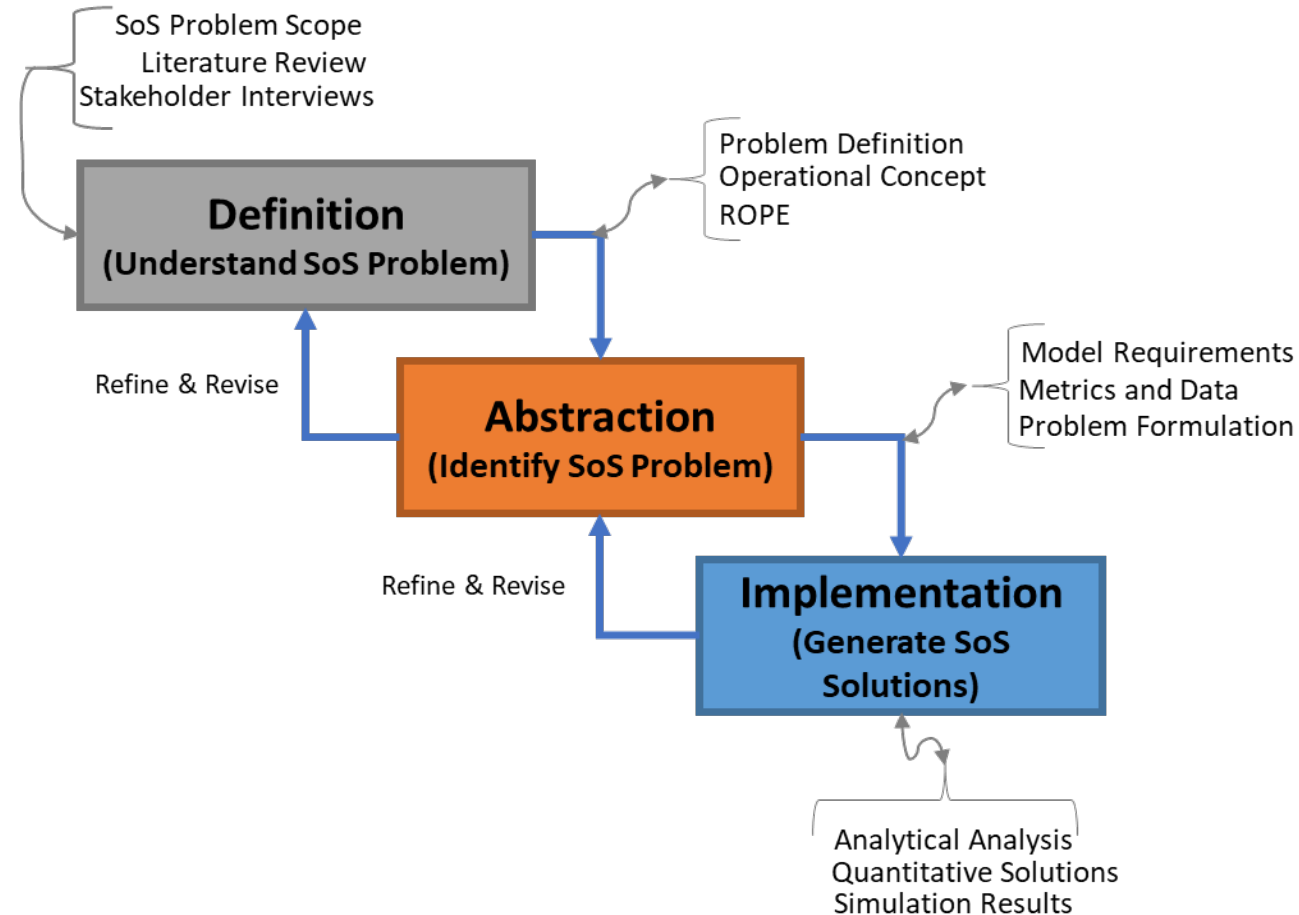 SoS Problem Scope
Literature Review
Stakeholder Interviews
Problem Definition
Operational Concept
ROPE
Definition
(Understand SoS Problem)
Refine & Revise
Model Requirements
Metrics and Data
Problem Formulation
Abstraction
(Identify SoS Problem)
Refine & Revise
Implementation
(Generate SoS
Solutions)
Analytical Analysis
Quantitative Solutions
Simulation Results